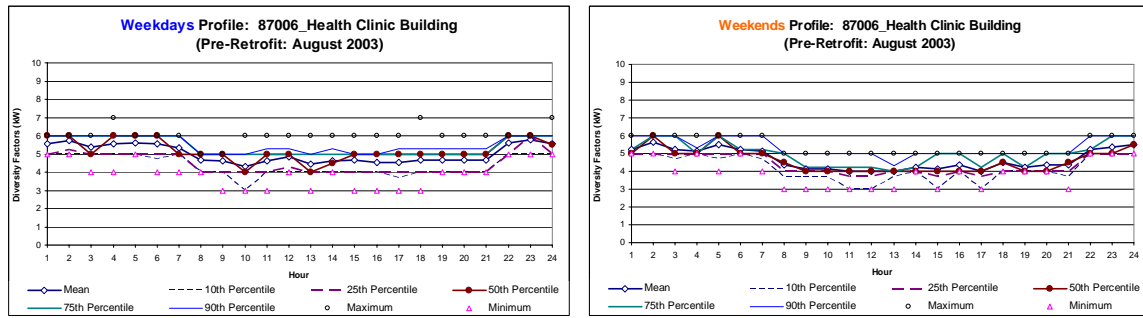 Weekdays Profile: 87006_Health Clinic Building
(Pre-Retrofit: August 2003)
Diversity Factors (kW)
10
9
8
7
6
5
4
3
2
1
0
1 2 3 4 5 6 7 8 9 10 11 12 13 14 15 16 17 18 19 20 21 22 23 24
Hour
Mean 10th Percentile 25th Percentile 50th Percentile
75th Percentile 90th Percentile Maximum Minimum
Weekends Profile: 87006_Health Clinic Building
(Pre-Retrofit: August 2003)
Diversity Factors (kW)
10
9
8
7
6
5
4
3
2
1
0
1 2 3 4 5 6 7 8 9 10 11 12 13 14 15 16 17 18 19 20 21 22 23 24
Hour
Mean 10th Percentile 25th Percentile 50th Percentile
75th Percentile 90th Percentile Maximum Minimum